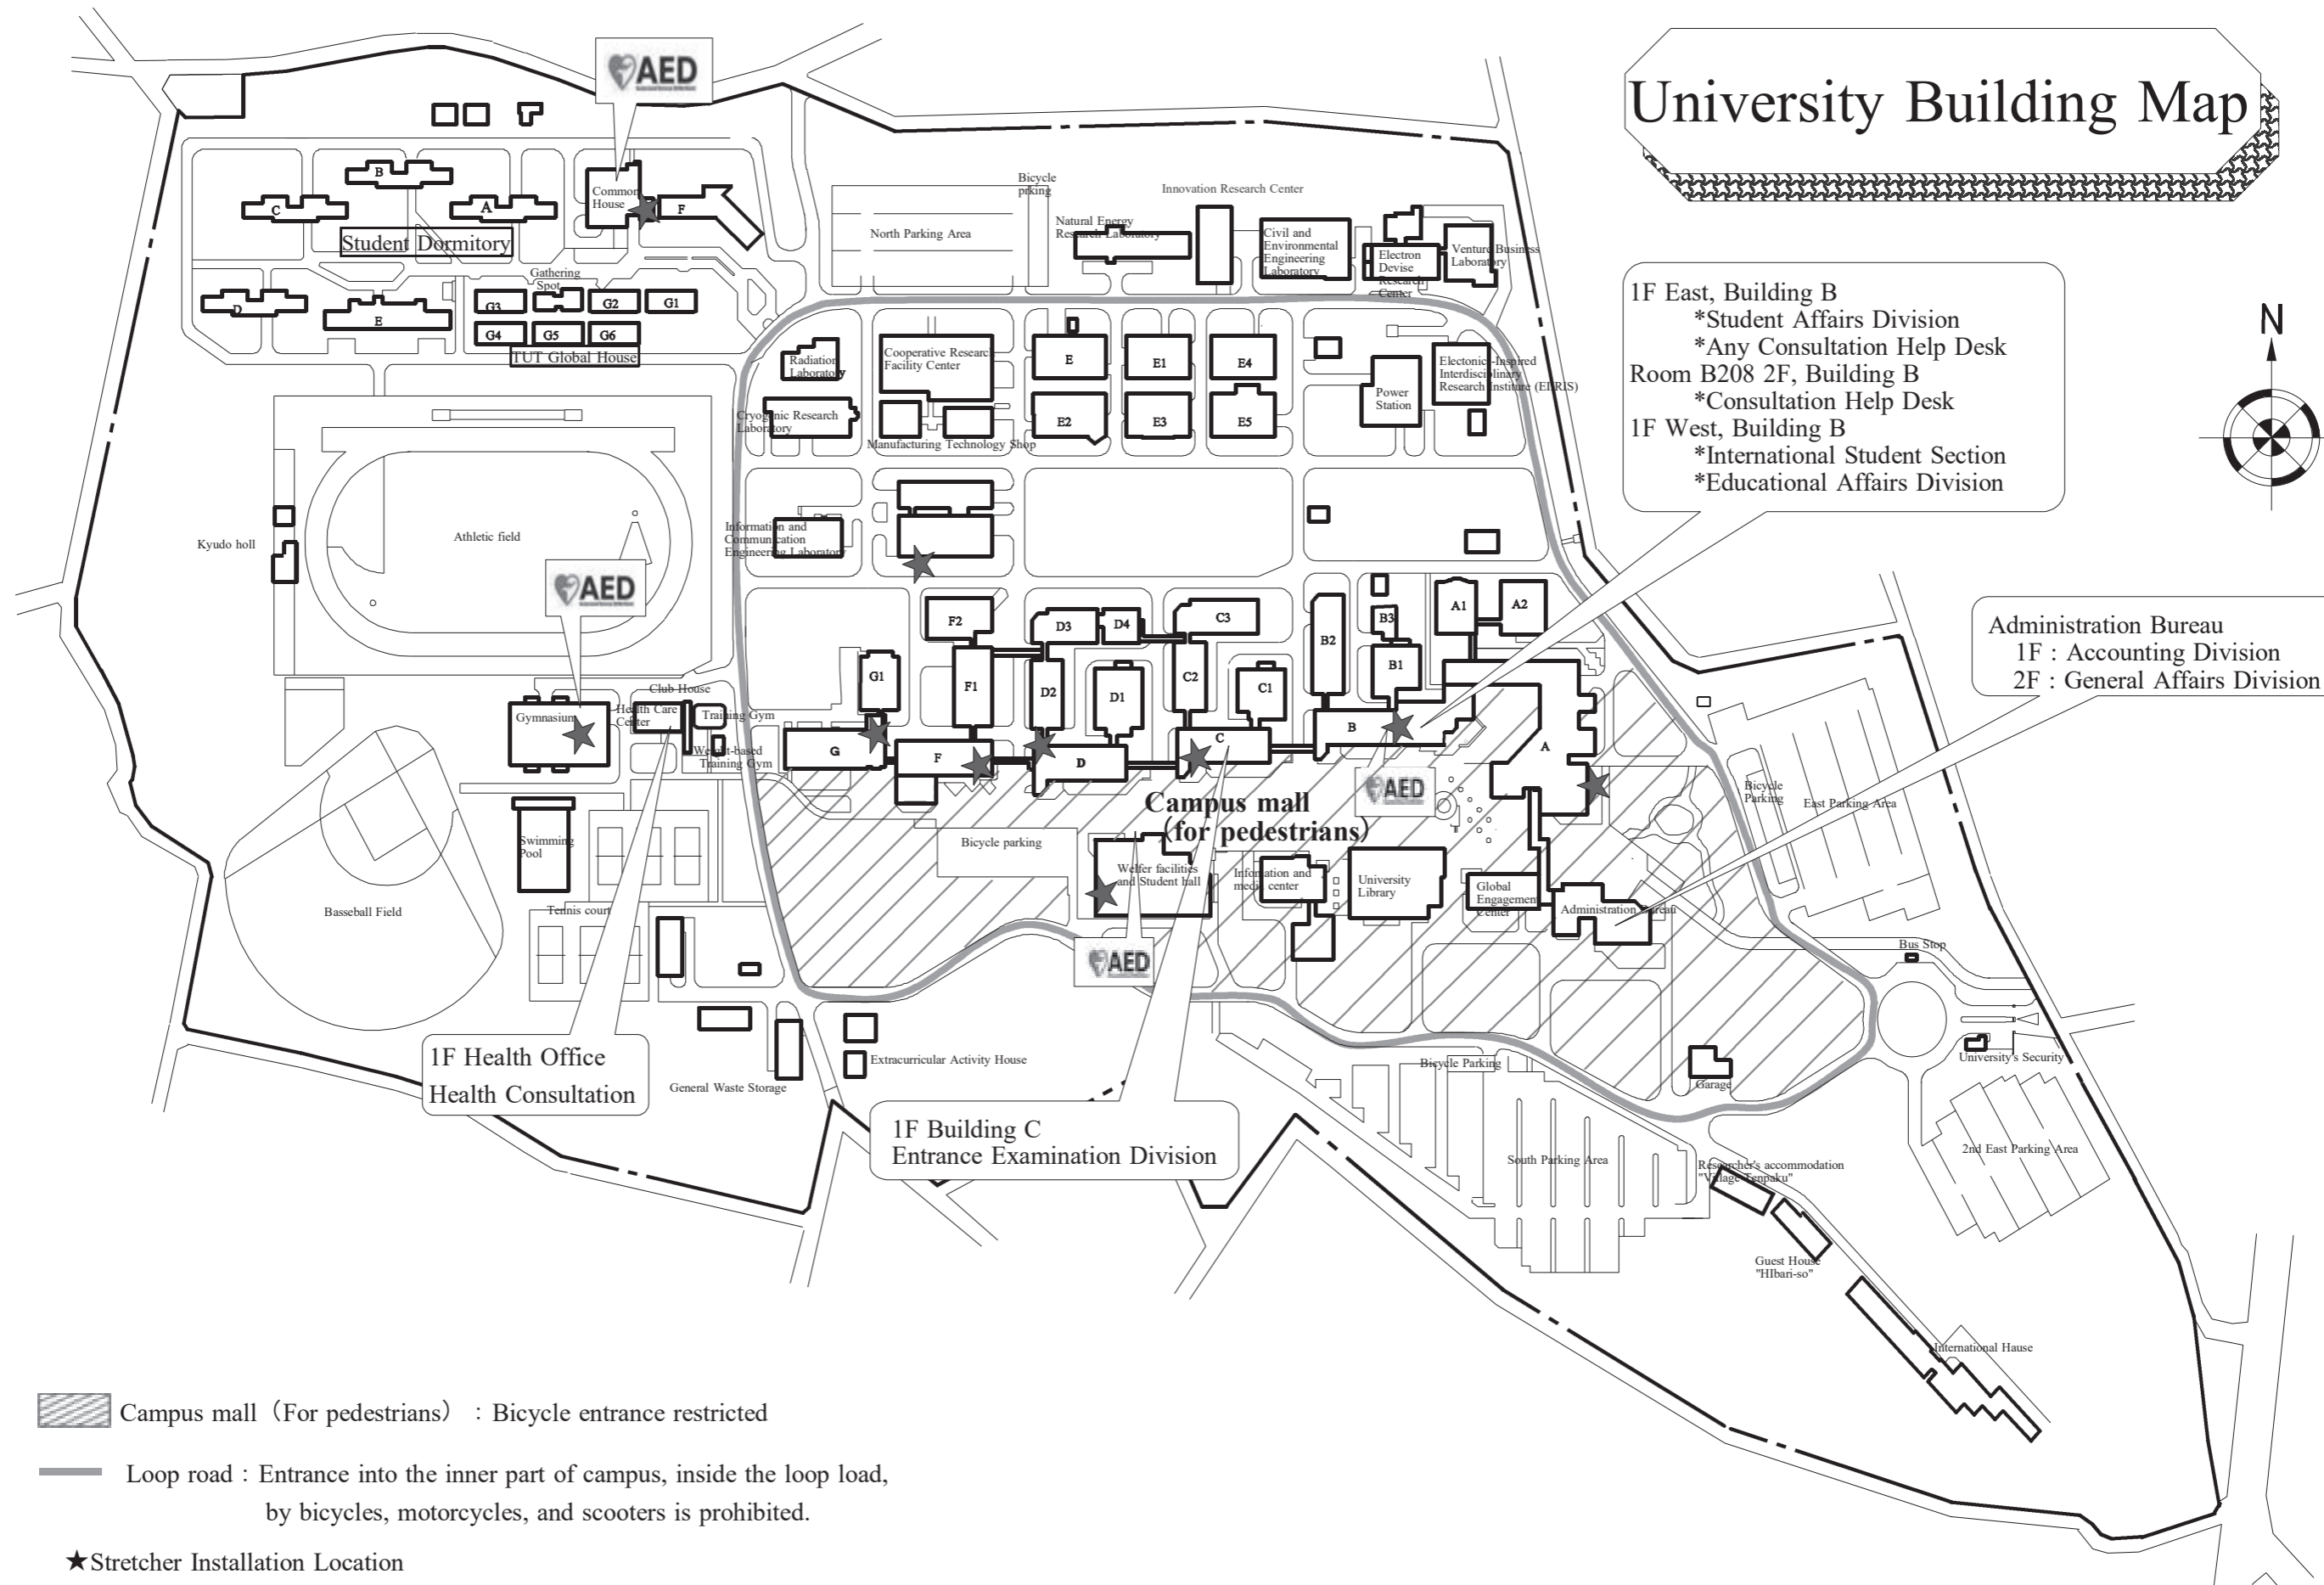 University Building Map
AED
B
C
A
Common
House
F
Student Dormitory
D
E
Gathering
Spot
G3
G2
G1
G4
G5
G6
TUT Global House
North Parking Area
Bicycle
prking
Innovation Research Center
Natural Energy
Research Laboratory
Civil and
Environmental
Engineering
Laboratory
Electron
Devise
Research
Center
Venture Business
Laboratory
1F East, Building B
*Student Affairs Division
*Any Consultation Help Desk
Room B208 2F, Building B
*Consultation Help Desk
1F West, Building B
*International Student Section
*Educational Affairs Division
N
Radiation
Laboratory
Cooperative Research
Facility Center
E
E1
E4
Cryogenic Research
Laboratory
Manufacturing Technology Shop
E2
E3
E5
Power
Station
Electonic-Inspired
Interdisciplinary
Research Institure (EIIRIS)
Kyudo holl
Athletic field
AED
Information and
Communication
Engineering Laboratory
F2
D3
D4
C3
B2
B3
A1
A2
G1
F1
D2
D1
C2
C1
B1
G
F
D
C
B
A
Administration Bureau
1F : Accounting Division
2F : General Affairs Division
Gymnasium
Club House
Health Care
Center
Training Gym
Weight-based
Training Gym
AED
Campus mall
(for pedestrians)
Bicycle
Parking
East Parking Area
Swimming
Pool
Bicycle parking
Welfer facilities
and Student hall
Information and
media center
University
Library
Global
Engagement
Center
Administration Bureau
Basseball Field
Tennis court
AED
Bus Stop
1F Health Office
Health Consultation
General Waste Storage
Extracurricular Activity House
Bicycle Parking
Garage
University's Security
1F Building C
Entrance Examination Division
South Parking Area
Researcher's accommodation
"Village Tenpaku"
2nd East Parking Area
Guest House
"HIbari-so"
International Hause
Campus mall (For pedestrians) : Bicycle entrance restricted
Loop road : Entrance into the inner part of campus, inside the loop load,
by bicycles, motorcycles, and scooters is prohibited.
★Stretcher Installation Location